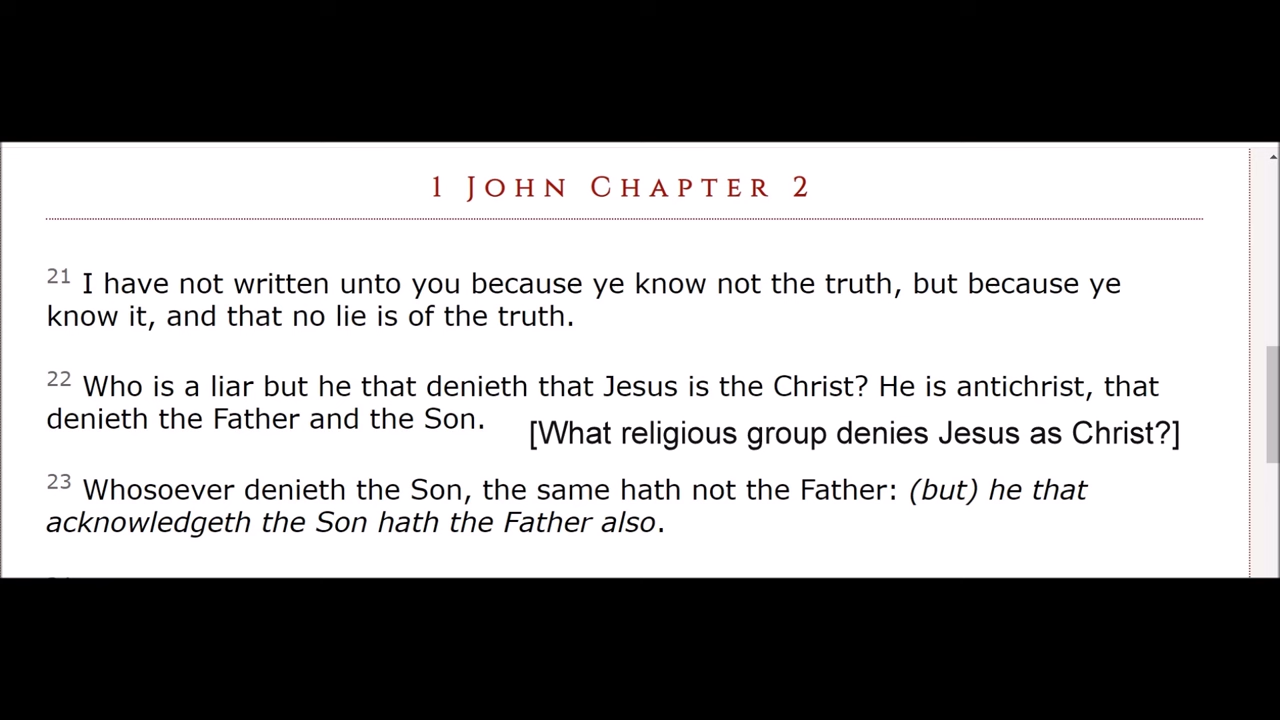 1 John Chapter 2
21 I have not written unto you because ye know not the truth, but because ye
know it, and that no lie is of the truth.
22 Who is a liar but he that denieth that Jesus is the Christ? He is antichrist, that
denieth the Father and the Son.
[What religious group denies Jesus as Christ?]
23 Whosoever denieth the Son, the same hath not the Father: (but) he that
acknowledgeth the Son hath the Father also.